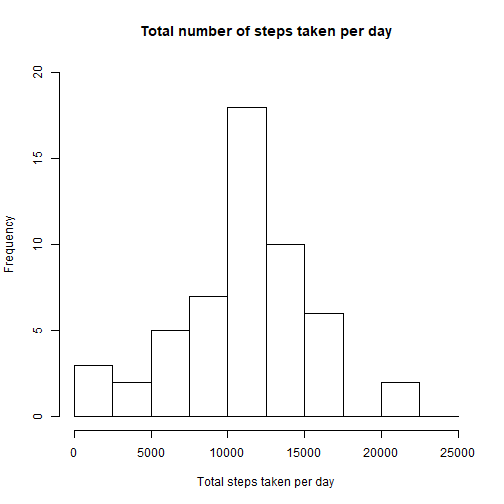 Total number of steps taken per day
20
15
10
5
0
Frequency
0 5000 10000 15000 20000 25000
Total steps taken per day